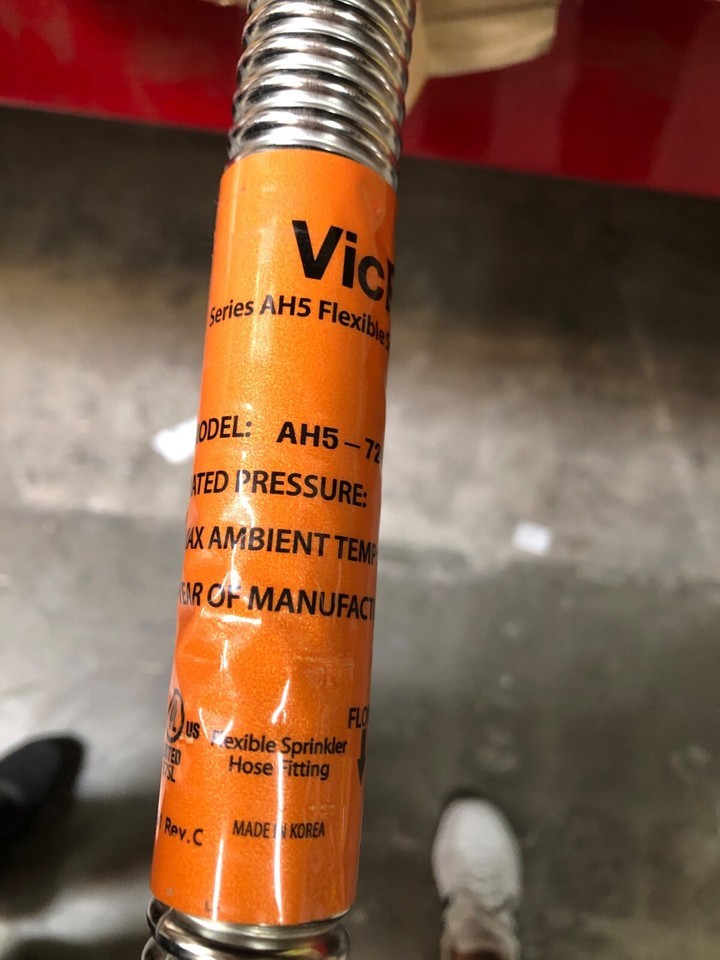 Vic
Series AH5 Flexible
ODEL: AH5-72
ATED PRESSURE:
AX AMBIENT TEMP
EAR OF MANUFACT
US
FLO
exible Sprinkler
Hose Fitting
Rev.C
MADE IN KOREA